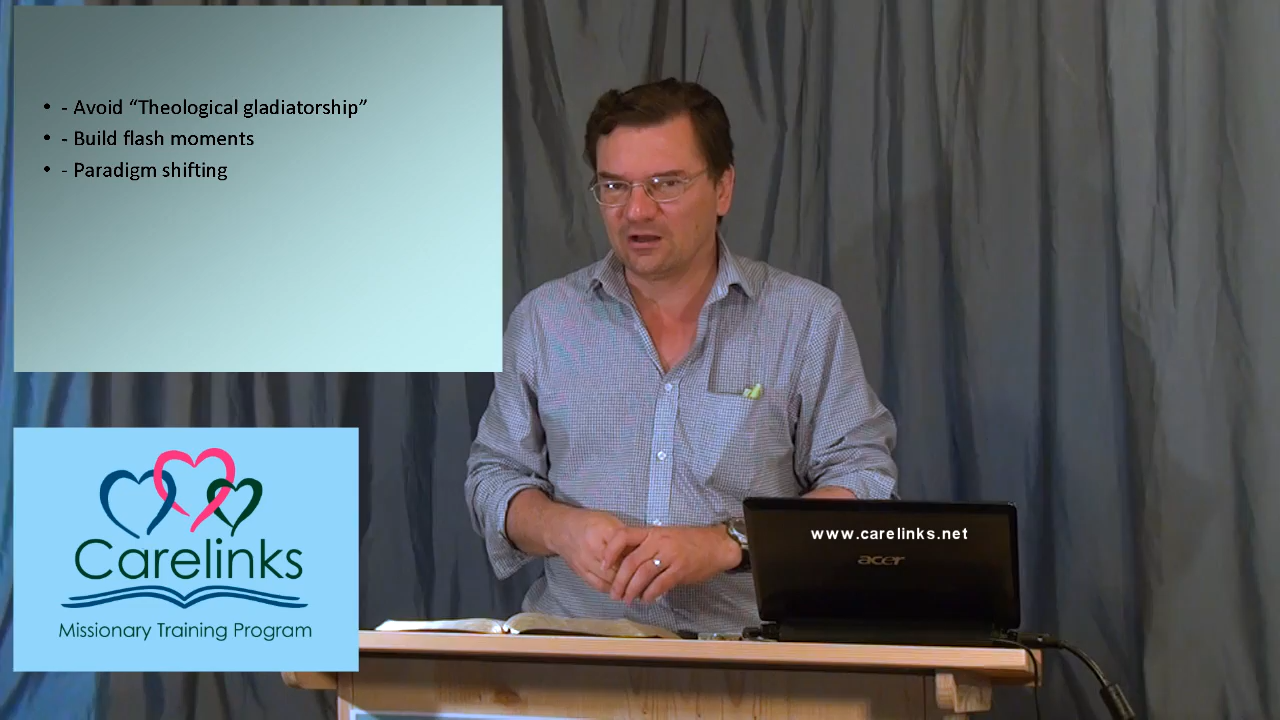 • - Avoid “Theological gladiatorship”
• - Build flash moments
• - Paradigm shifting
Carelinks
Missionary Training Program
www.carelinks.net
acer